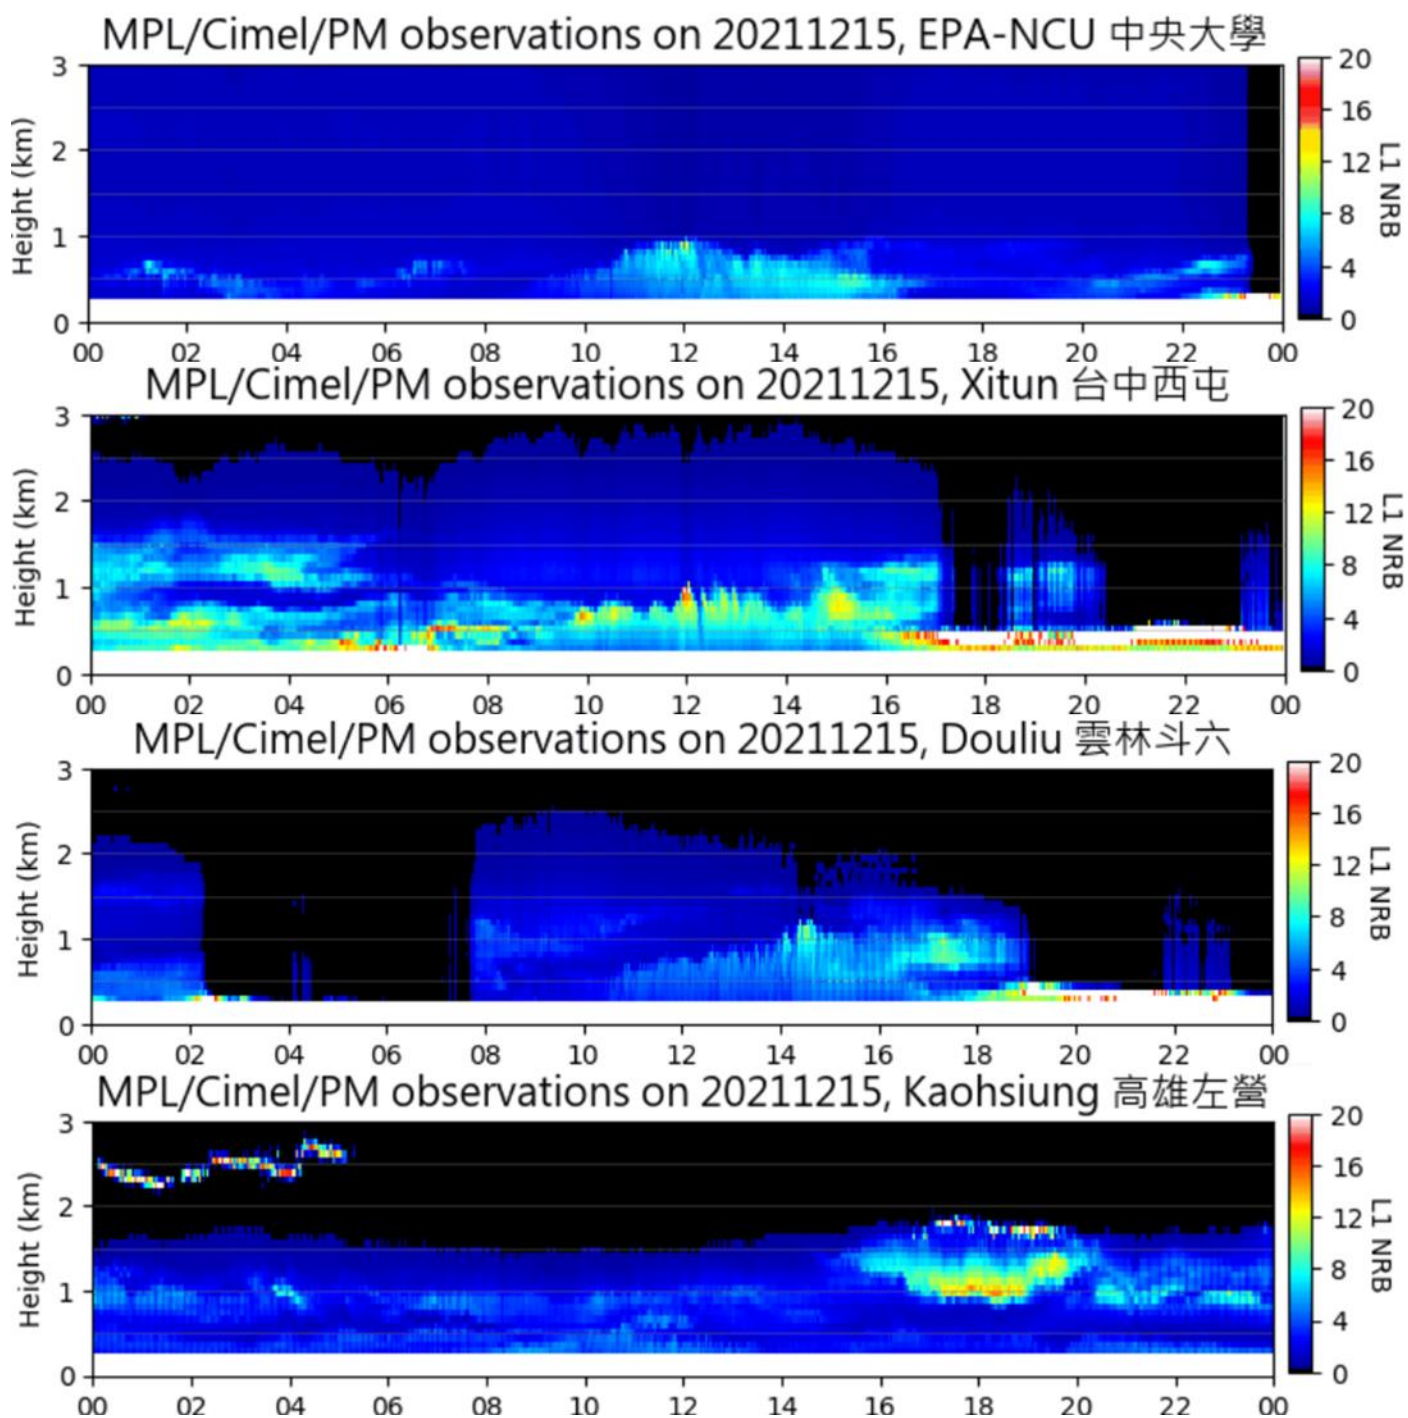 MPL/Cimel/PM observations on 20211215, EPA-NCU 中央大學
3
2
1
0
Height (km)
00 02 04 06 08 10 12 14 16 18 20 22 00
20
16
12
8
4
0
L1 NRB
MPL/Cimel/PM observations on 20211215, Xitun 台中西屯
3
2
1
0
Height (km)
00 02 04 06 08 10 12 14 16 18 20 22 00
20
16
12
8
4
0
L1 NRB
MPL/Cimel/PM observations on 20211215, Douliu 雲林斗六
3
2
1
0
Height (km)
00 02 04 06 08 10 12 14 16 18 20 22 00
20
16
12
8
4
0
L1 NRB
MPL/Cimel/PM observations on 20211215, Kaohsiung 高雄左營
3
2
1
0
Height (km)
00 02 04 06 08 10 12 14 16 18 20 22 00
20
16
12
8
4
0
L1 NRB